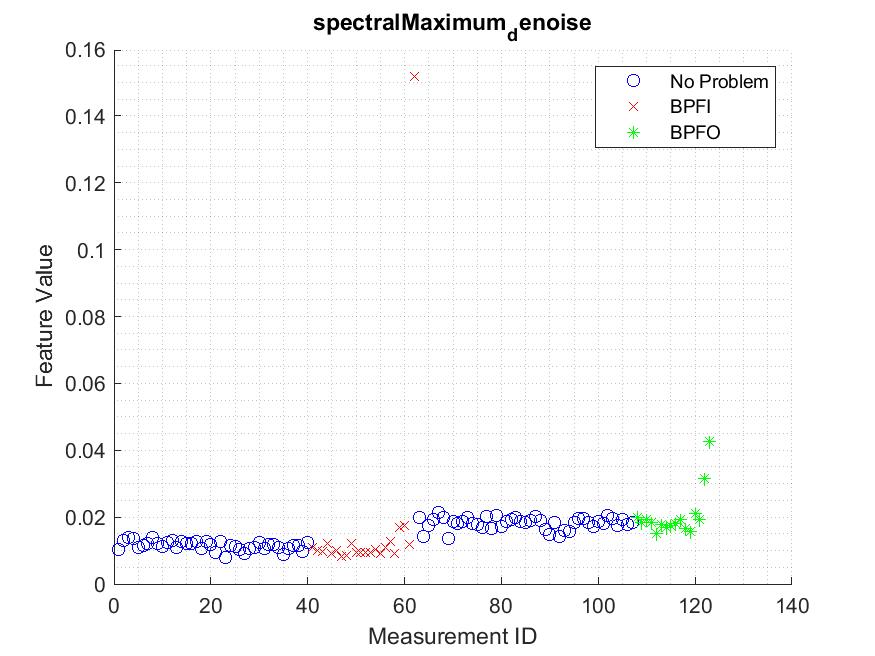 spectralMaximum_denoise
0.16
0.14
0.12
0.1
0.08
0.06
0.04
0.02
0
Feature Value
No Problem
BPFI
BPFO
0 20 40 60 80 100 120 140
Measurement ID